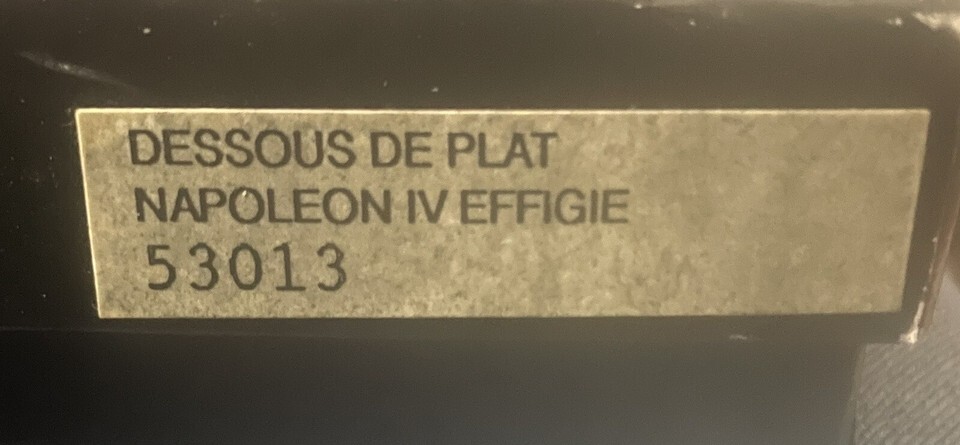 DESSOUS DE PLAT
NAPOLEON IV EFFIGIE
53013